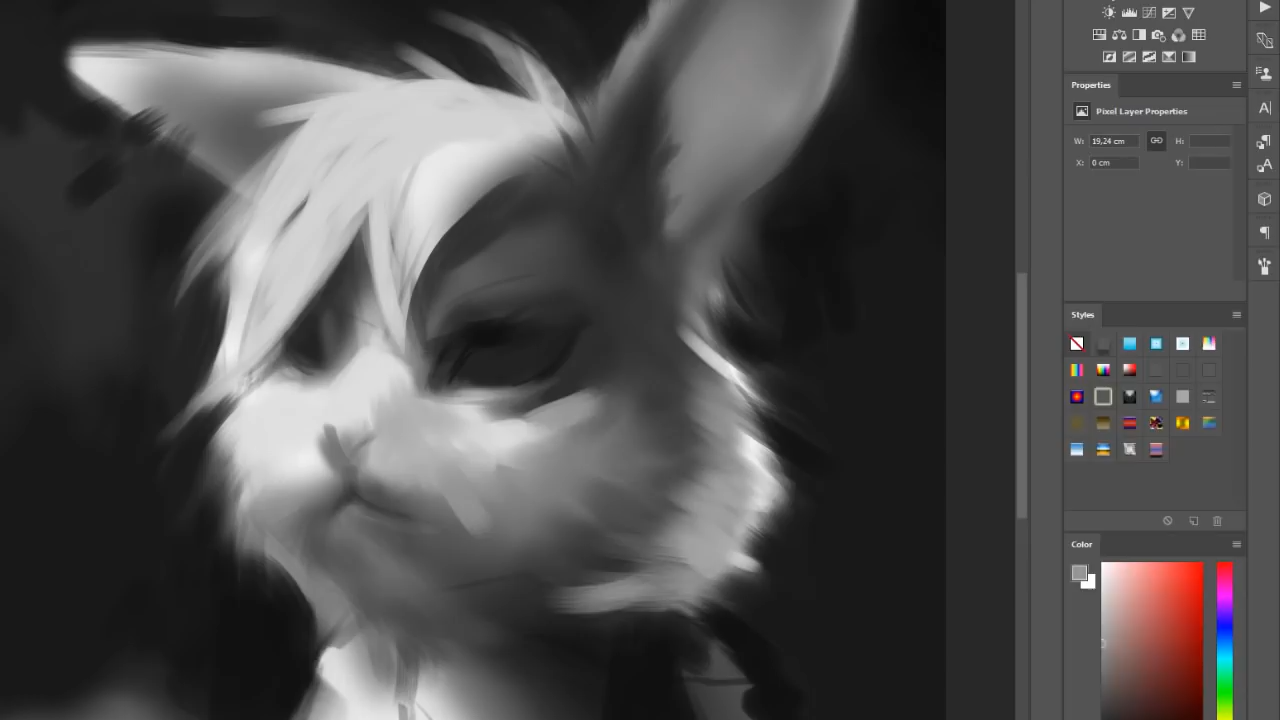 Properties
Pixel Layer Properties
W: 19,24 cm H:
X: 0 cm Y:
Styles
Color